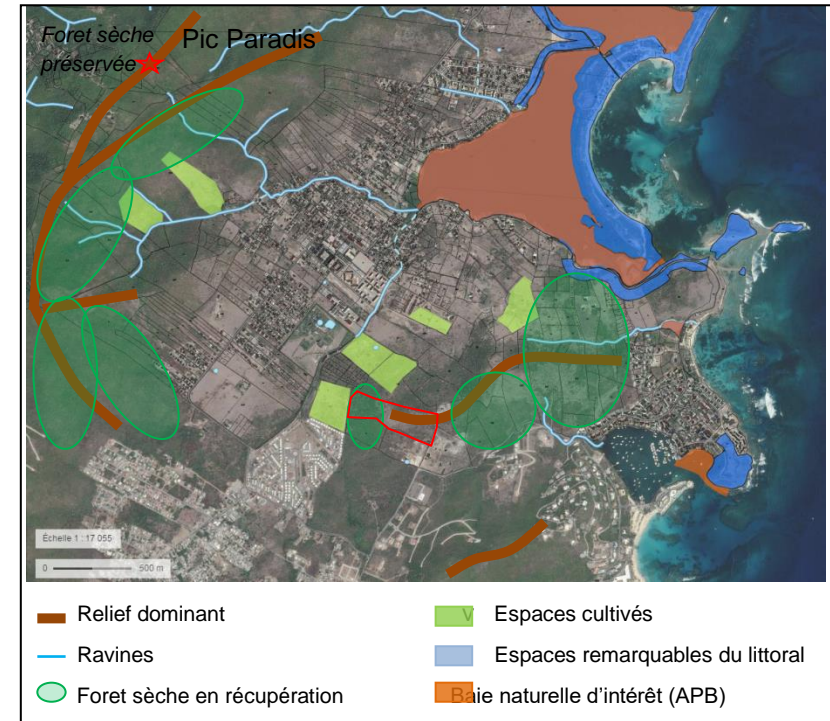 Foret sèche
préservée
Pic Paradis
Échelle 1 : 17 055
0 500 m
Relief dominant
Ravines
Foret sèche en récupération
V Espaces cultivés
Espaces remarquables du littoral
Baie naturelle d’intérêt (APB)